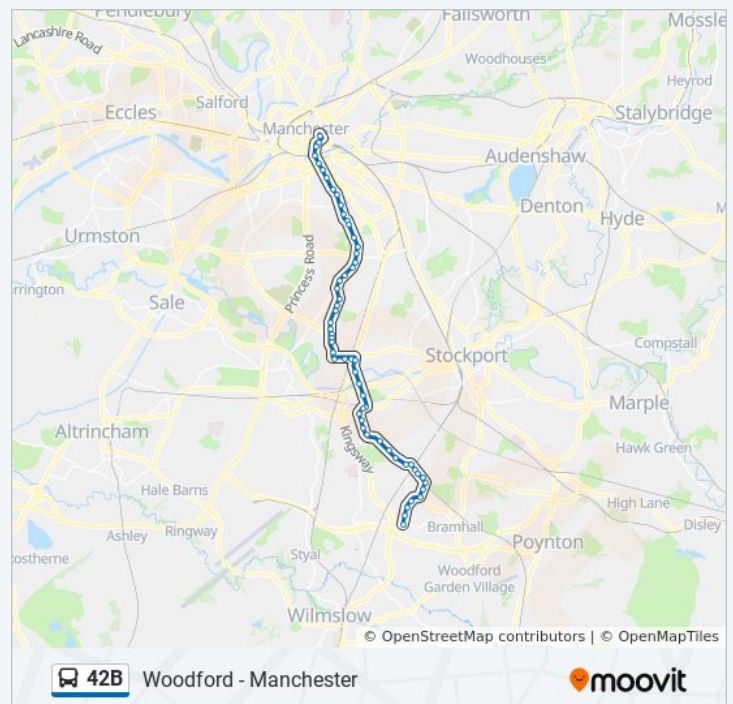 Pendlebury
Failsworth
Mossle
Lancashire Road
Woodhouses
Heyrod
Salford
Eccles
Stalybridge
Manchester
Audenshaw
Denton
Hyde
M
Urmston
Princess Road
rrington
Sale
Compstall
Stockport
Marple
Altrincham
Kingsway
Hawk Green
Hale Barns
High Lane
Bramhall
Disley
Ashley
Ringway
Poynton
ostherne
Styal
Woodford
Garden Village
Wilmslow
© OpenStreetMap contributors | © OpenMapTiles
42B Woodford - Manchester
moovit